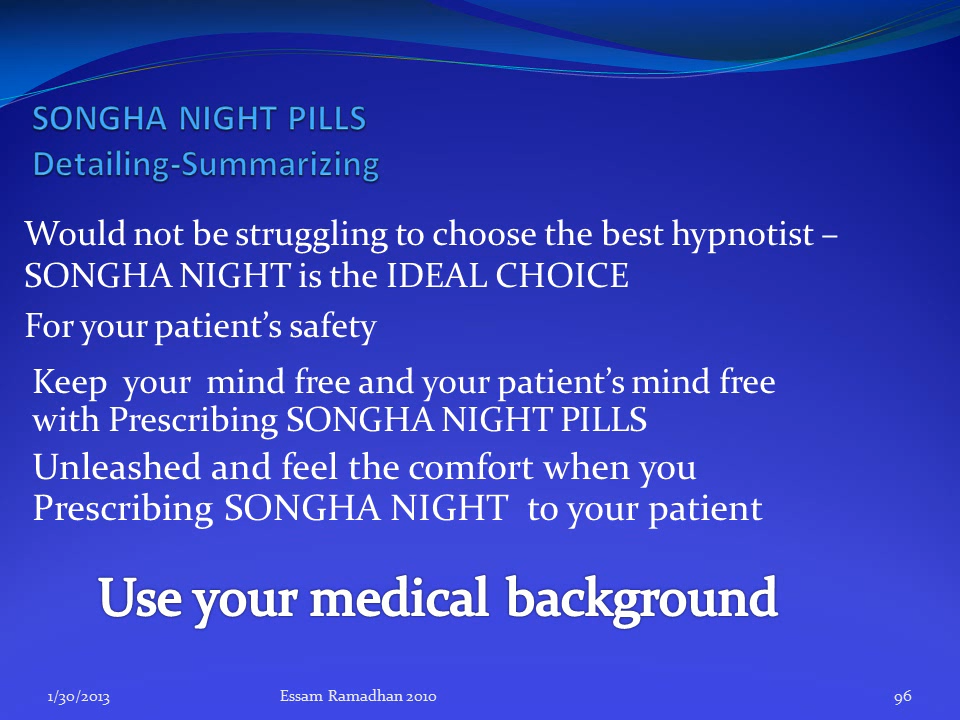 SONGHA NIGHT PILLS
Detailing-Summarizing
Would not be struggling to choose the best hypnotist –
SONGHA NIGHT is the IDEAL CHOICE
For your patient’s safety
Keep your mind free and your patient’s mind free
with Prescribing SONGHA NIGHT PILLS
Unleashed and feel the comfort when you
Prescribing SONGHA NIGHT to your patient
Use your medical background
1/30/2013 Essam Ramadhan 2010 96